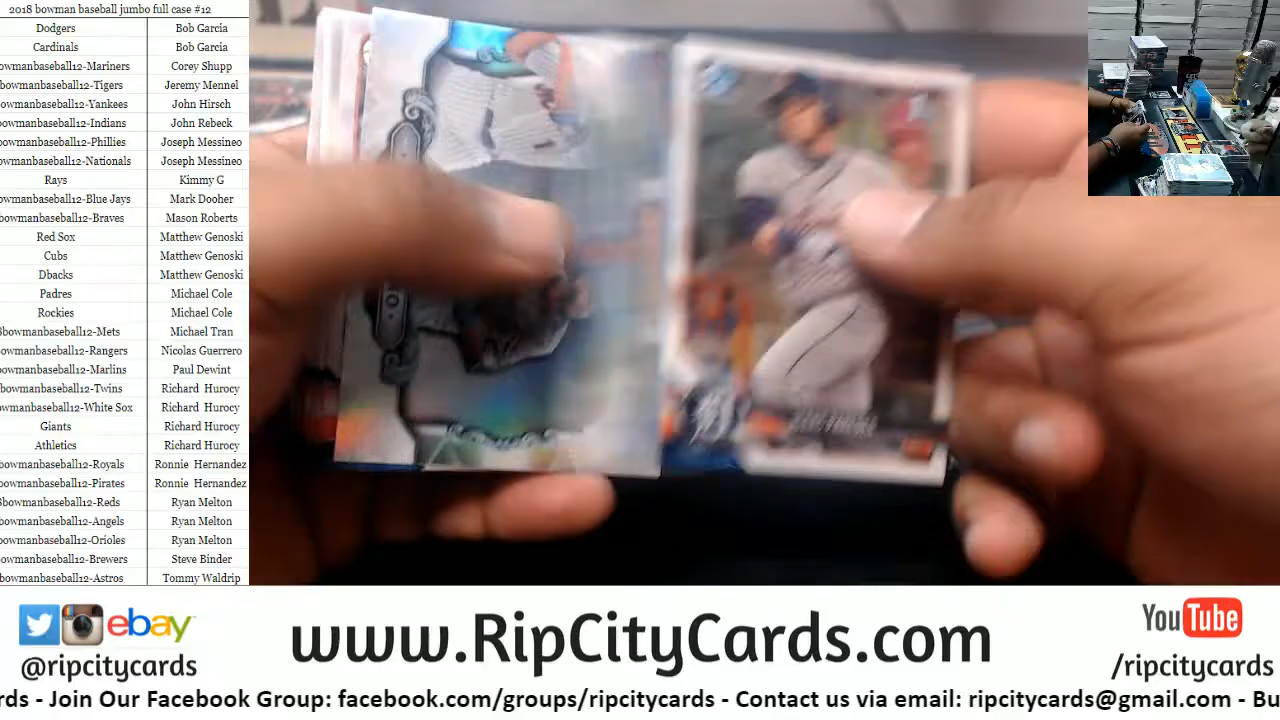 2018 bowman baseball jumbo full case #12
Dodgers Bob Garcia
Cardinals Bob Garcia
owmanbaseball12-Mariners Corey Shupp
bowmanbaseball12-Tigers Jeremy Mennel
owmanbaseball12-Yankees John Hirsch
owmanbaseball12-Indians John Rebeck
owmanbaseball12-Phillies Joseph Messineo
wmanbaseball12-Nationals Joseph Messineo
Rays Kimmy G
owmanbaseball12-Blue Jays Mark Dooher
owmanbaseball12-Braves Mason Roberts
Red Sox Matthew Genoski
Cubs Matthew Genoski
Dbacks Matthew Genoski
Padres Michael Cole
Rockies Michael Cole
8bowmanbaseball12-Mets Michael Tran
owmanbaseball12-Rangers Nicolas Guerrero
owmanbaseball12-Marlins Paul Dewint
bowmanbaseball12-Twins Richard Hurocy
owmanbaseball12-White Sox Richard Hurocy
Giants Richard Hurocy
Athletics Richard Hurocy
bowmanbaseball12-Royals Ronnie Hernandez
bowmanbaseball12-Pirates Ronnie Hernandez
8bowmanbaseball12-Reds Ryan Melton
bowmanbaseball12-Angels Ryan Melton
bowmanbaseball12-Orioles Ryan Melton
owmanbaseball12-Brewers Steve Binder
bowmanbaseball12-Astros Tommy Waldrip
ebay
@ripcitycards
www.RipCityCards.com
YouTube
/ripcitycards
rds - Join Our Facebook Group: facebook.com/groups/ripcitycards - Contact us via email: ripcitycards@gmail.com - Bu